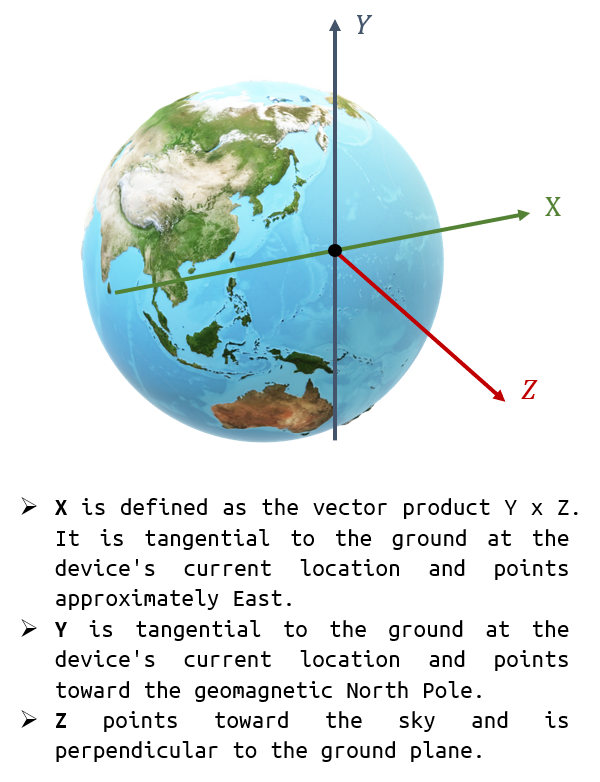 Y
X
Z
➢ X is defined as the vector product Y x Z.
It is tangential to the ground at the
device's current location and points
approximately East.
➢ Y is tangential to the ground at the
device's current location and points
toward the geomagnetic North Pole.
➢ Z points toward the sky and is
perpendicular to the ground plane.